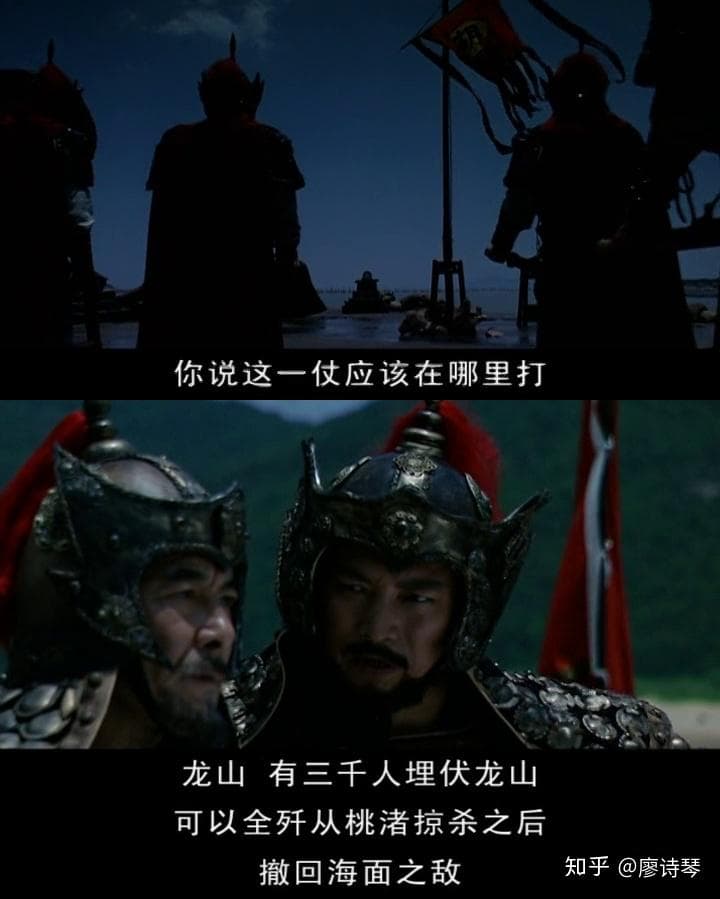 胡
你说这一仗应该在哪里打
龙山 有三千人埋伏龙山
可以全歼从桃渚掠杀之后
撤回海面之敌
知乎 @廖诗琴